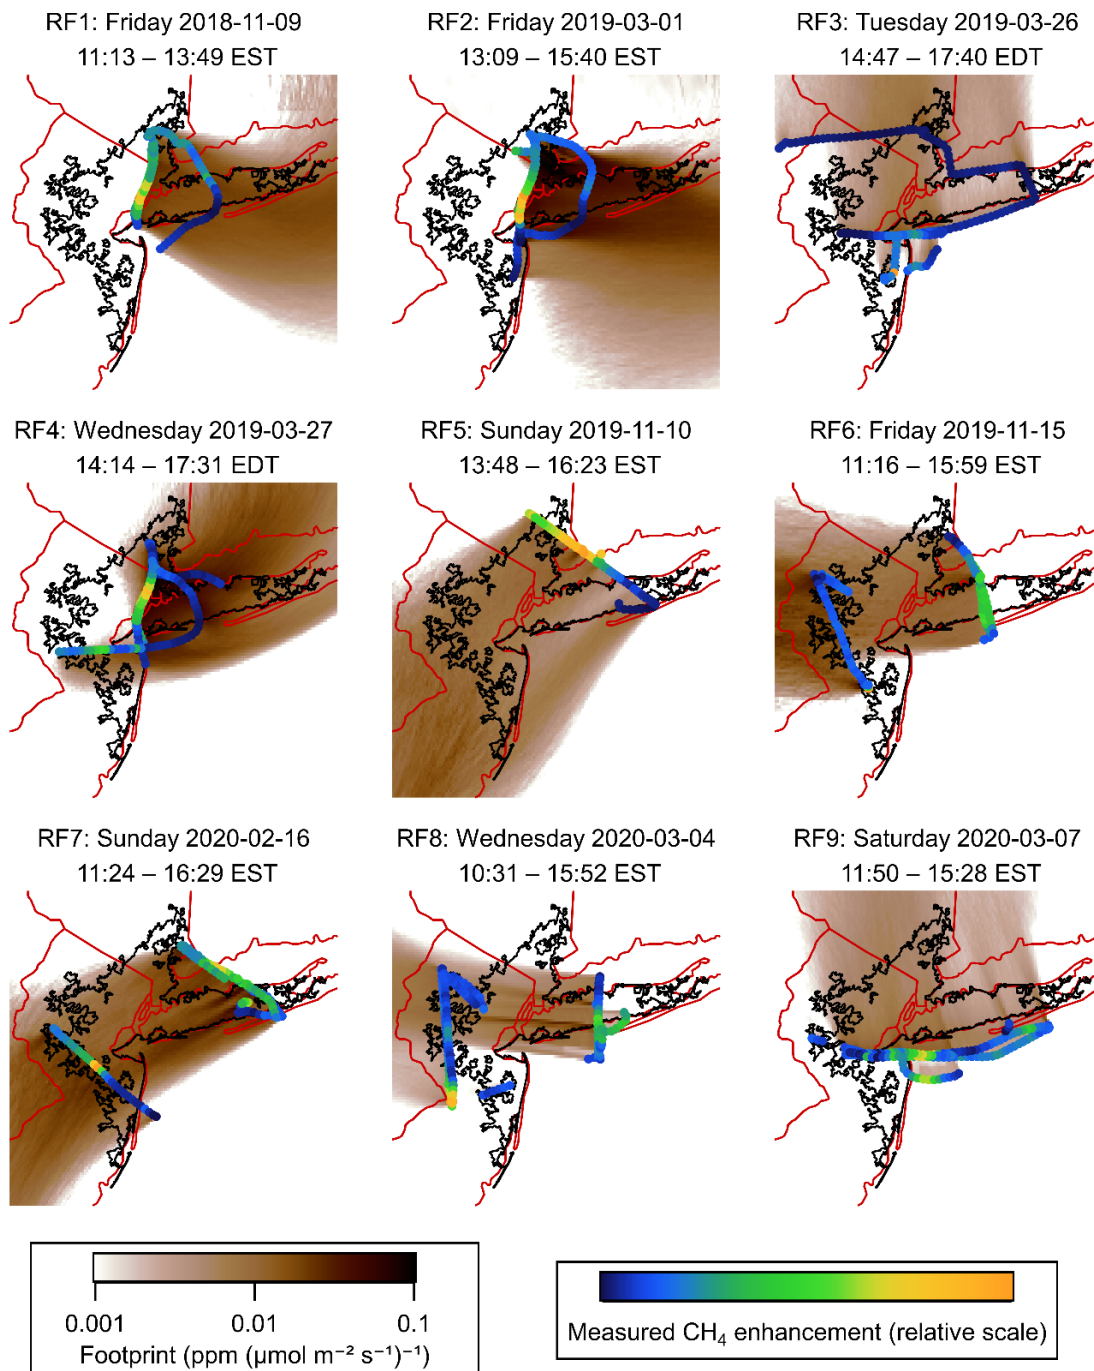 RF1: Friday 2018-11-09
11:13 – 13:49 EST
RF2: Friday 2019-03-01
13:09 – 15:40 EST
RF3: Tuesday 2019-03-26
14:47 – 17:40 EDT
RF4: Wednesday 2019-03-27
14:14 – 17:31 EDT
RF5: Sunday 2019-11-10
13:48 – 16:23 EST
RF6: Friday 2019-11-15
11:16 – 15:59 EST
RF7: Sunday 2020-02-16
11:24 – 16:29 EST
RF8: Wednesday 2020-03-04
10:31 – 15:52 EST
RF9: Saturday 2020-03-07
11:50 – 15:28 EST
0.001 0.01 0.1
Footprint (ppm (μmol m⁻² s⁻¹)⁻¹)
Measured CH₄ enhancement (relative scale)